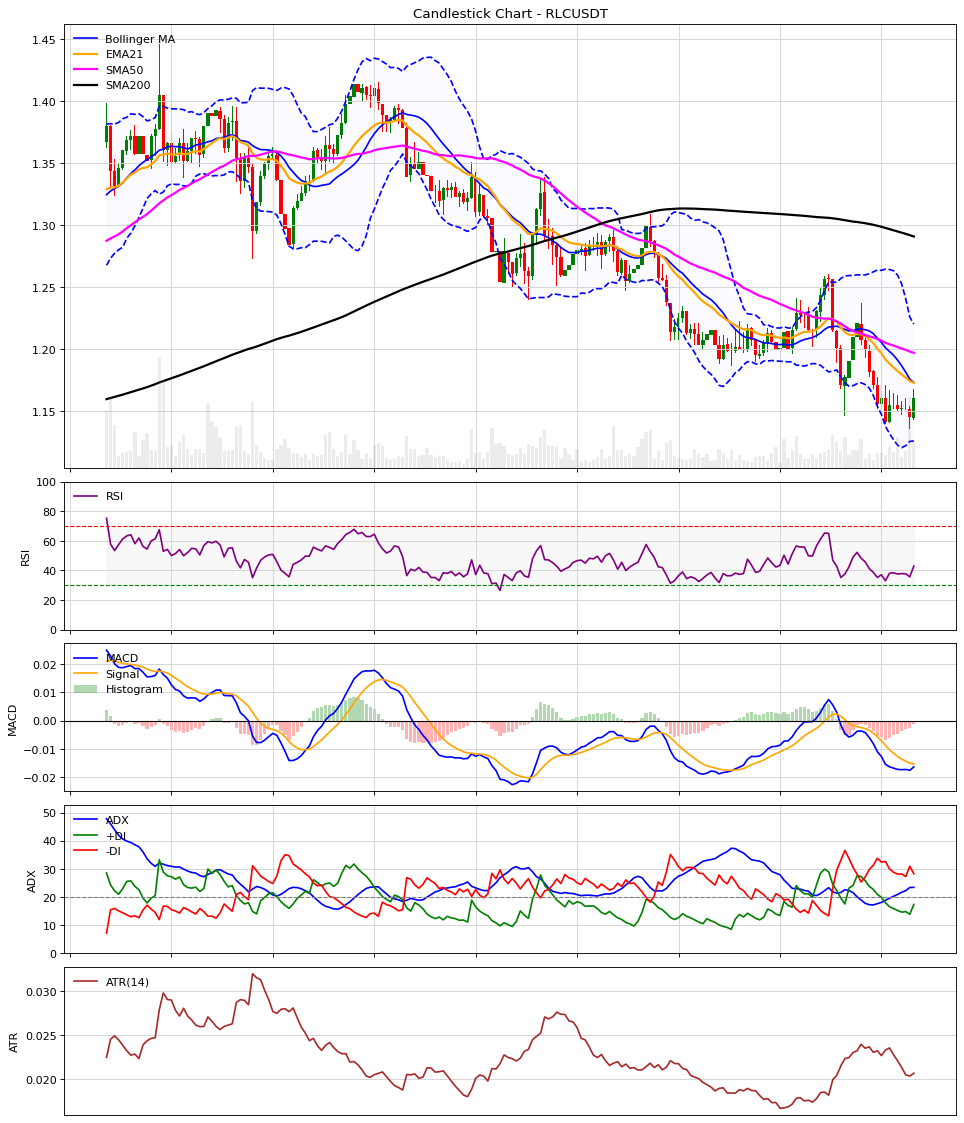 Candlestick Chart - RLCUSDT
1.45
1.40
1.35
1.30
1.25
1.20
1.15
Bollinger MA
EMA21
SMA50
SMA200
100
80
60
40
20
0
RSI
RSI
0.02
0.01
0.00
−0.01
−0.02
MACD
MACD
Signal
Histogram
50
40
30
20
10
0
ADX
ADX
+DI
-DI
0.030
0.025
0.020
ATR
ATR(14)